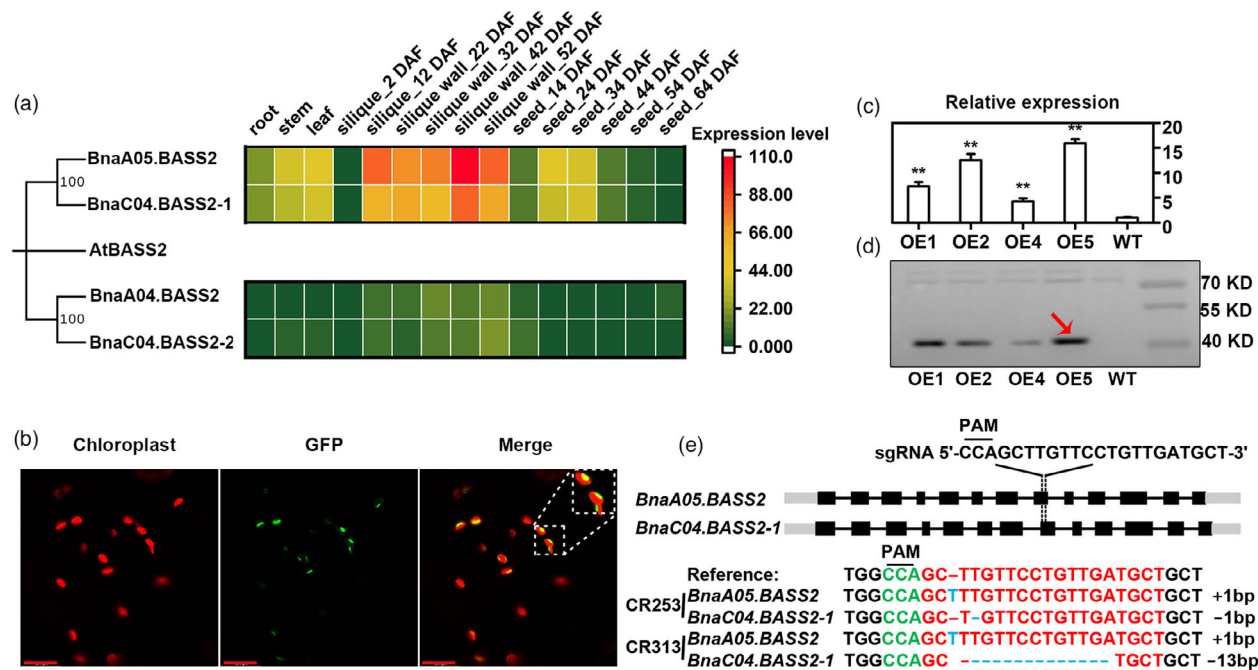 (a)
root
stem
leaf
silique_2 DAF
silique_12 DAF
silique wall_22 DAF
silique wall_32 DAF
silique wall_42 DAF
silique wall_52 DAF
seed_14 DAF
seed_24 DAF
seed_34 DAF
seed_44 DAF
seed_54 DAF
seed_64 DAF
BnaA05.BASS2
100
BnaC04.BASS2-1
AtBASS2
BnaA04.BASS2
100
BnaC04.BASS2-2
Expression level
110.0
88.00
66.00
44.00
22.00
0.000
(b)
Chloroplast GFP Merge
(c)
Relative expression
** ** ** **
20
15
10
5
0
OE1 OE2 OE4 OE5 WT
(d)
70 KD
55 KD
40 KD
OE1 OE2 OE4 OE5 WT
(e)
PAM
sgRNA 5'-CCAGCTTGTTCCTGTTGATGCT-3'
BnaA05.BASS2
BnaC04.BASS2-1
PAM
Reference: TGGCCAGC–TTGTTCCTGTTGATGCTGCT
CR253 BnaA05.BASS2 TGGCCAGCTTTGTTCCTGTTGATGCTGCT +1bp
BnaC04.BASS2-1 TGGCCAGC–T–GTTCCTGTTGATGCTGCT −1bp
CR313 BnaA05.BASS2 TGGCCAGCTTTGTTCCTGTTGATGCTGCT +1bp
BnaC04.BASS2-1 TGGCCAGC –-------------TGCTGCT −13bp